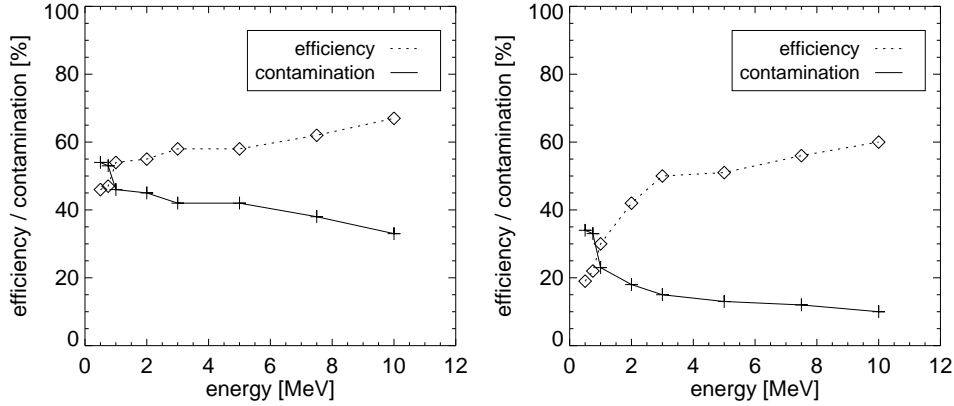 100
80
60
40
20
0
efficiency / contamination [%]
efficiency
contamination
0 2 4 6 8 10 12
energy [MeV]
100
80
60
40
20
0
efficiency / contamination [%]
efficiency
contamination
0 2 4 6 8 10 12
energy [MeV]